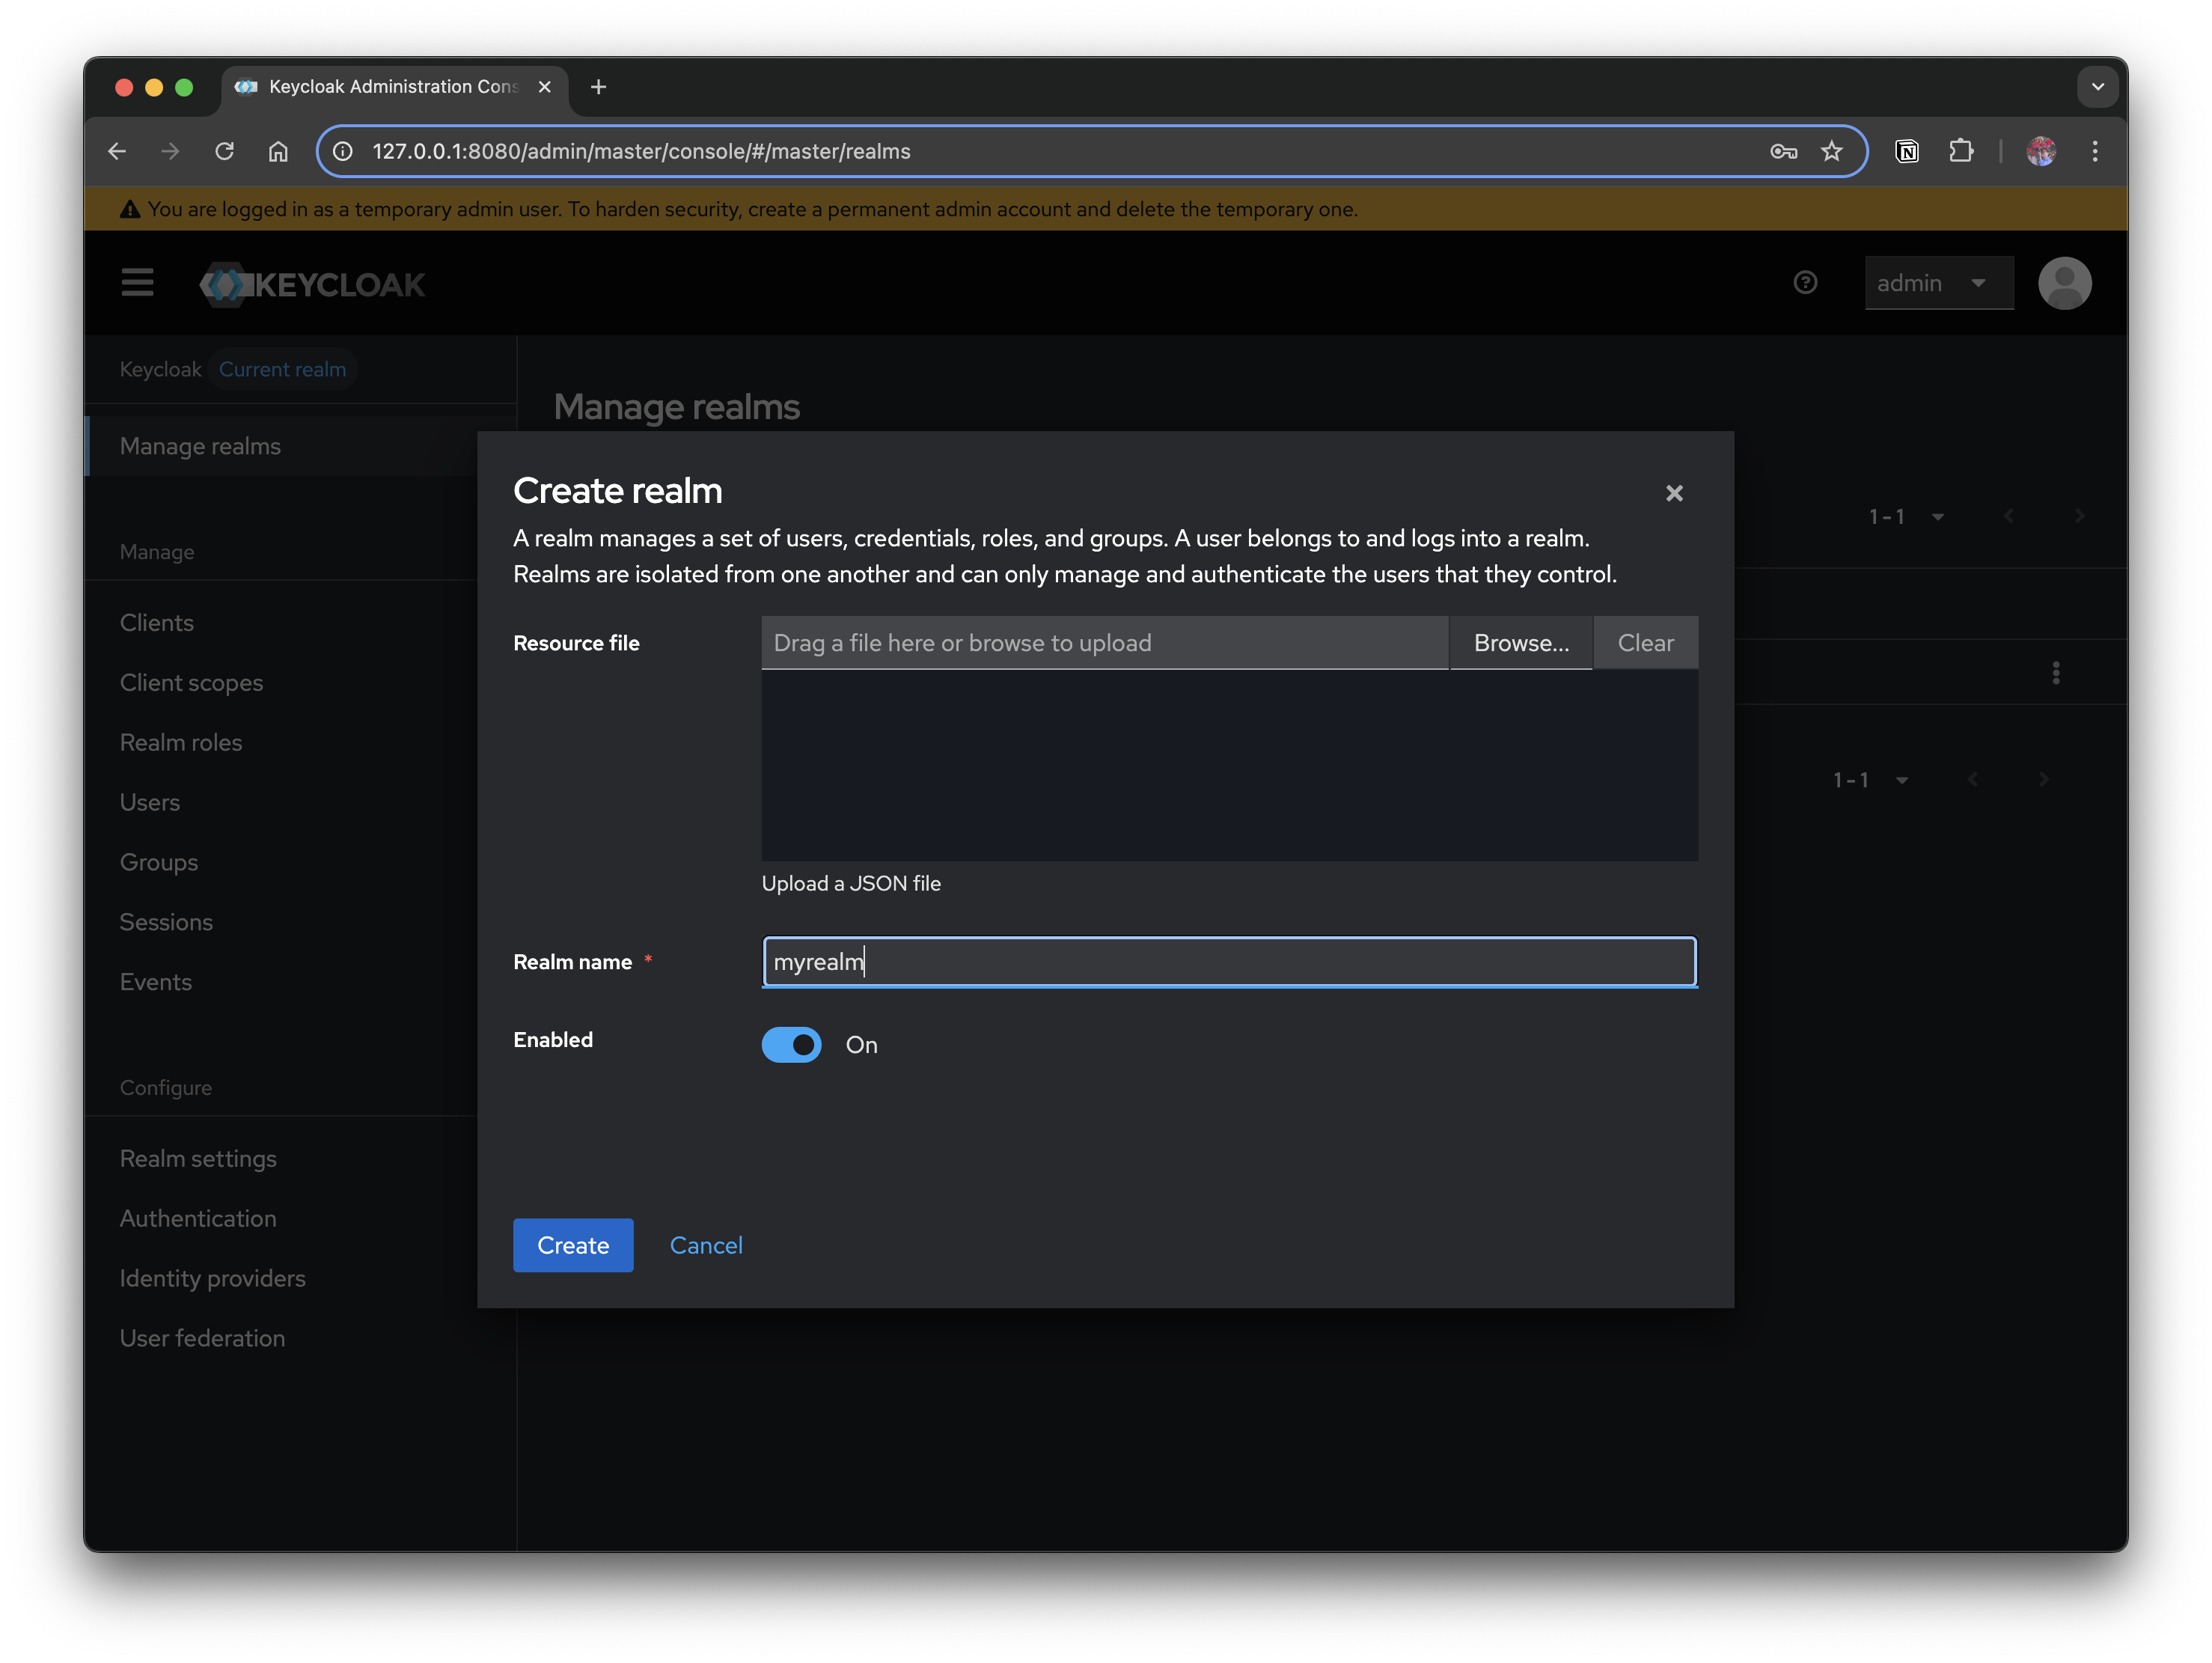 Keycloak Administration Cons
127.0.0.1:8080/admin/master/console/#/master/realms
You are logged in as a temporary admin user. To harden security, create a permanent admin account and delete the temporary one.
KEYCLOAK
admin
Keycloak Current realm
Manage realms
Manage
Clients
Client scopes
Realm roles
Users
Groups
Sessions
Events
Configure
Realm settings
Authentication
Identity providers
User federation
Manage realms
1 - 1
1 - 1
Create realm
A realm manages a set of users, credentials, roles, and groups. A user belongs to and logs into a realm.
Realms are isolated from one another and can only manage and authenticate the users that they control.
Resource file
Drag a file here or browse to upload
Browse...
Clear
Upload a JSON file
Realm name *
myrealm
Enabled
On
Create
Cancel